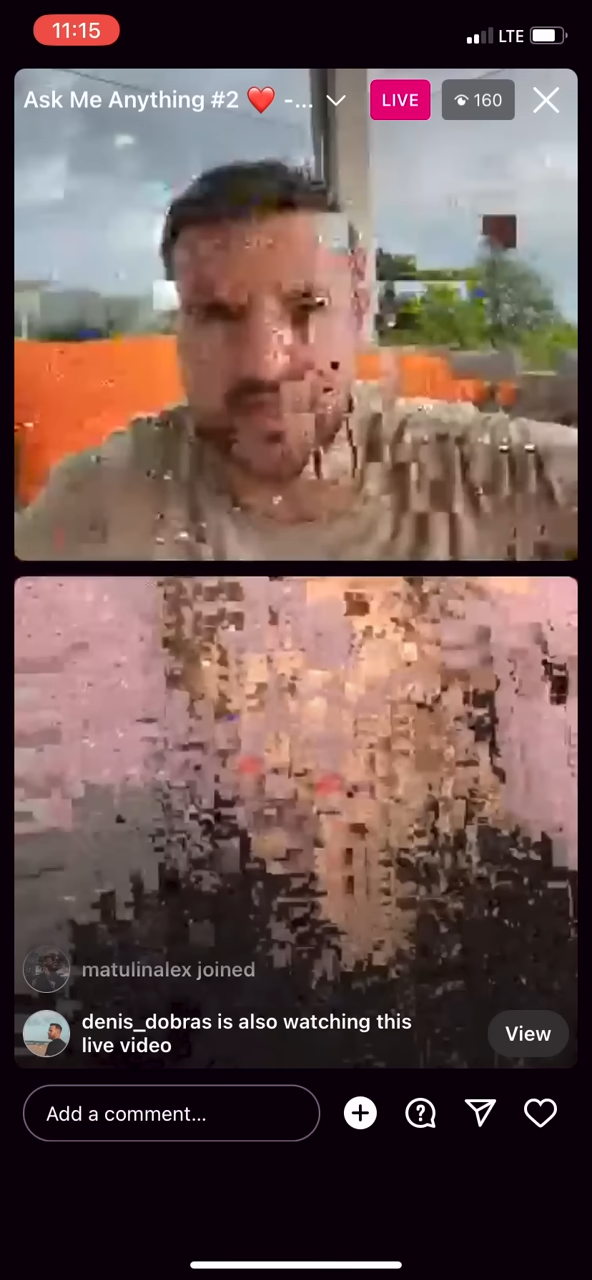 11:15
LTE
Ask Me Anything #2 ❤️ -...
LIVE
160
matulinalex joined
denis_dobras is also watching this
live video
View
Add a comment...